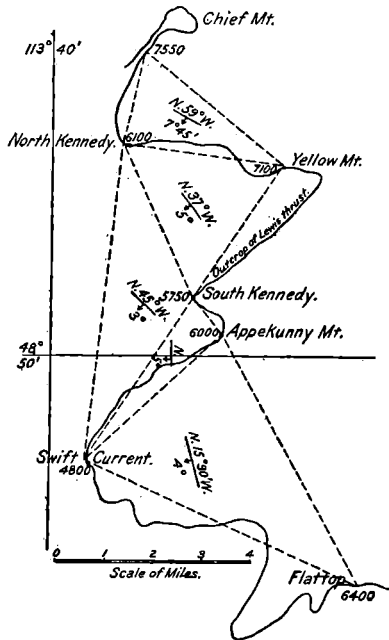 Chief Mt.
113° 40'
7550
N.59°W.
7°45'
North Kennedy.
6100
7100
Yellow Mt.
N.37°W.
5°
Outcrop of Lewis thrust.
N.45°W.
3°
5750
South Kennedy.
6000
Appekunny Mt.
48°
50'
N
5°
Swift Current.
4800
N.15°90'W.
4°
0 1 2 3 4
Scale of Miles.
Flattop
6400